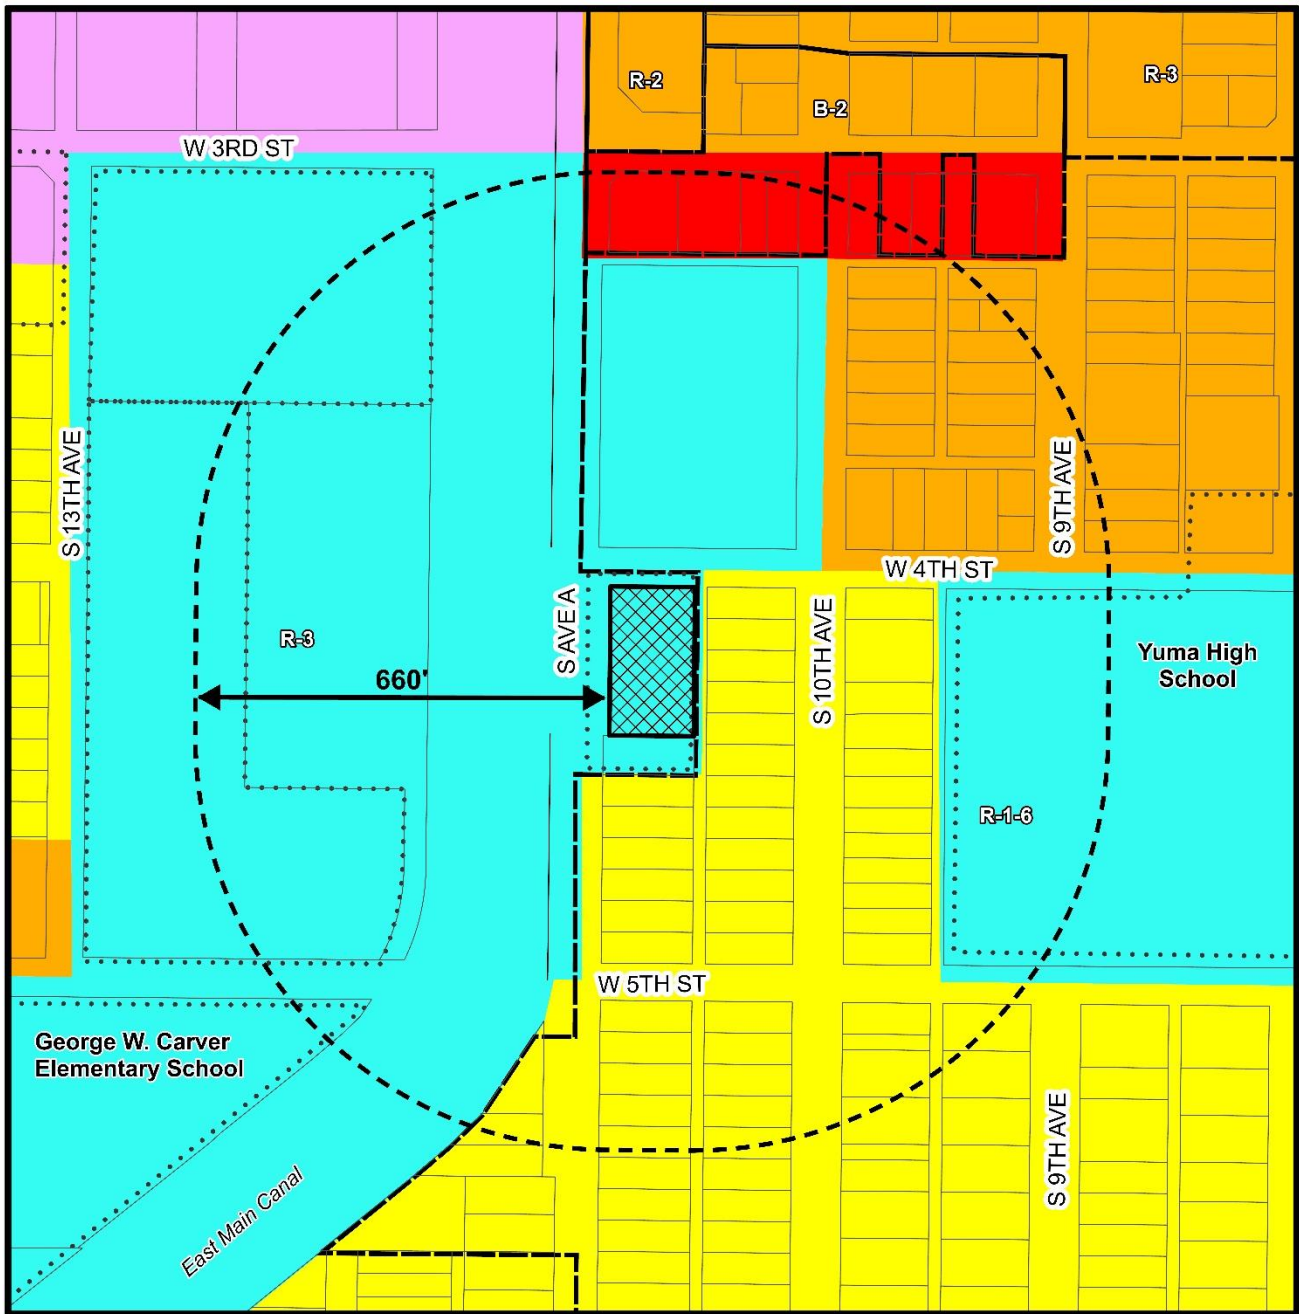 R-2
B-2
R-3
W 3RD ST
S 13TH AVE
S 9TH AVE
W 4TH ST
S AVE A
S 10TH AVE
R-3
660'
Yuma High
School
R-1-6
W 5TH ST
George W. Carver
Elementary School
S 9TH AVE
East Main Canal